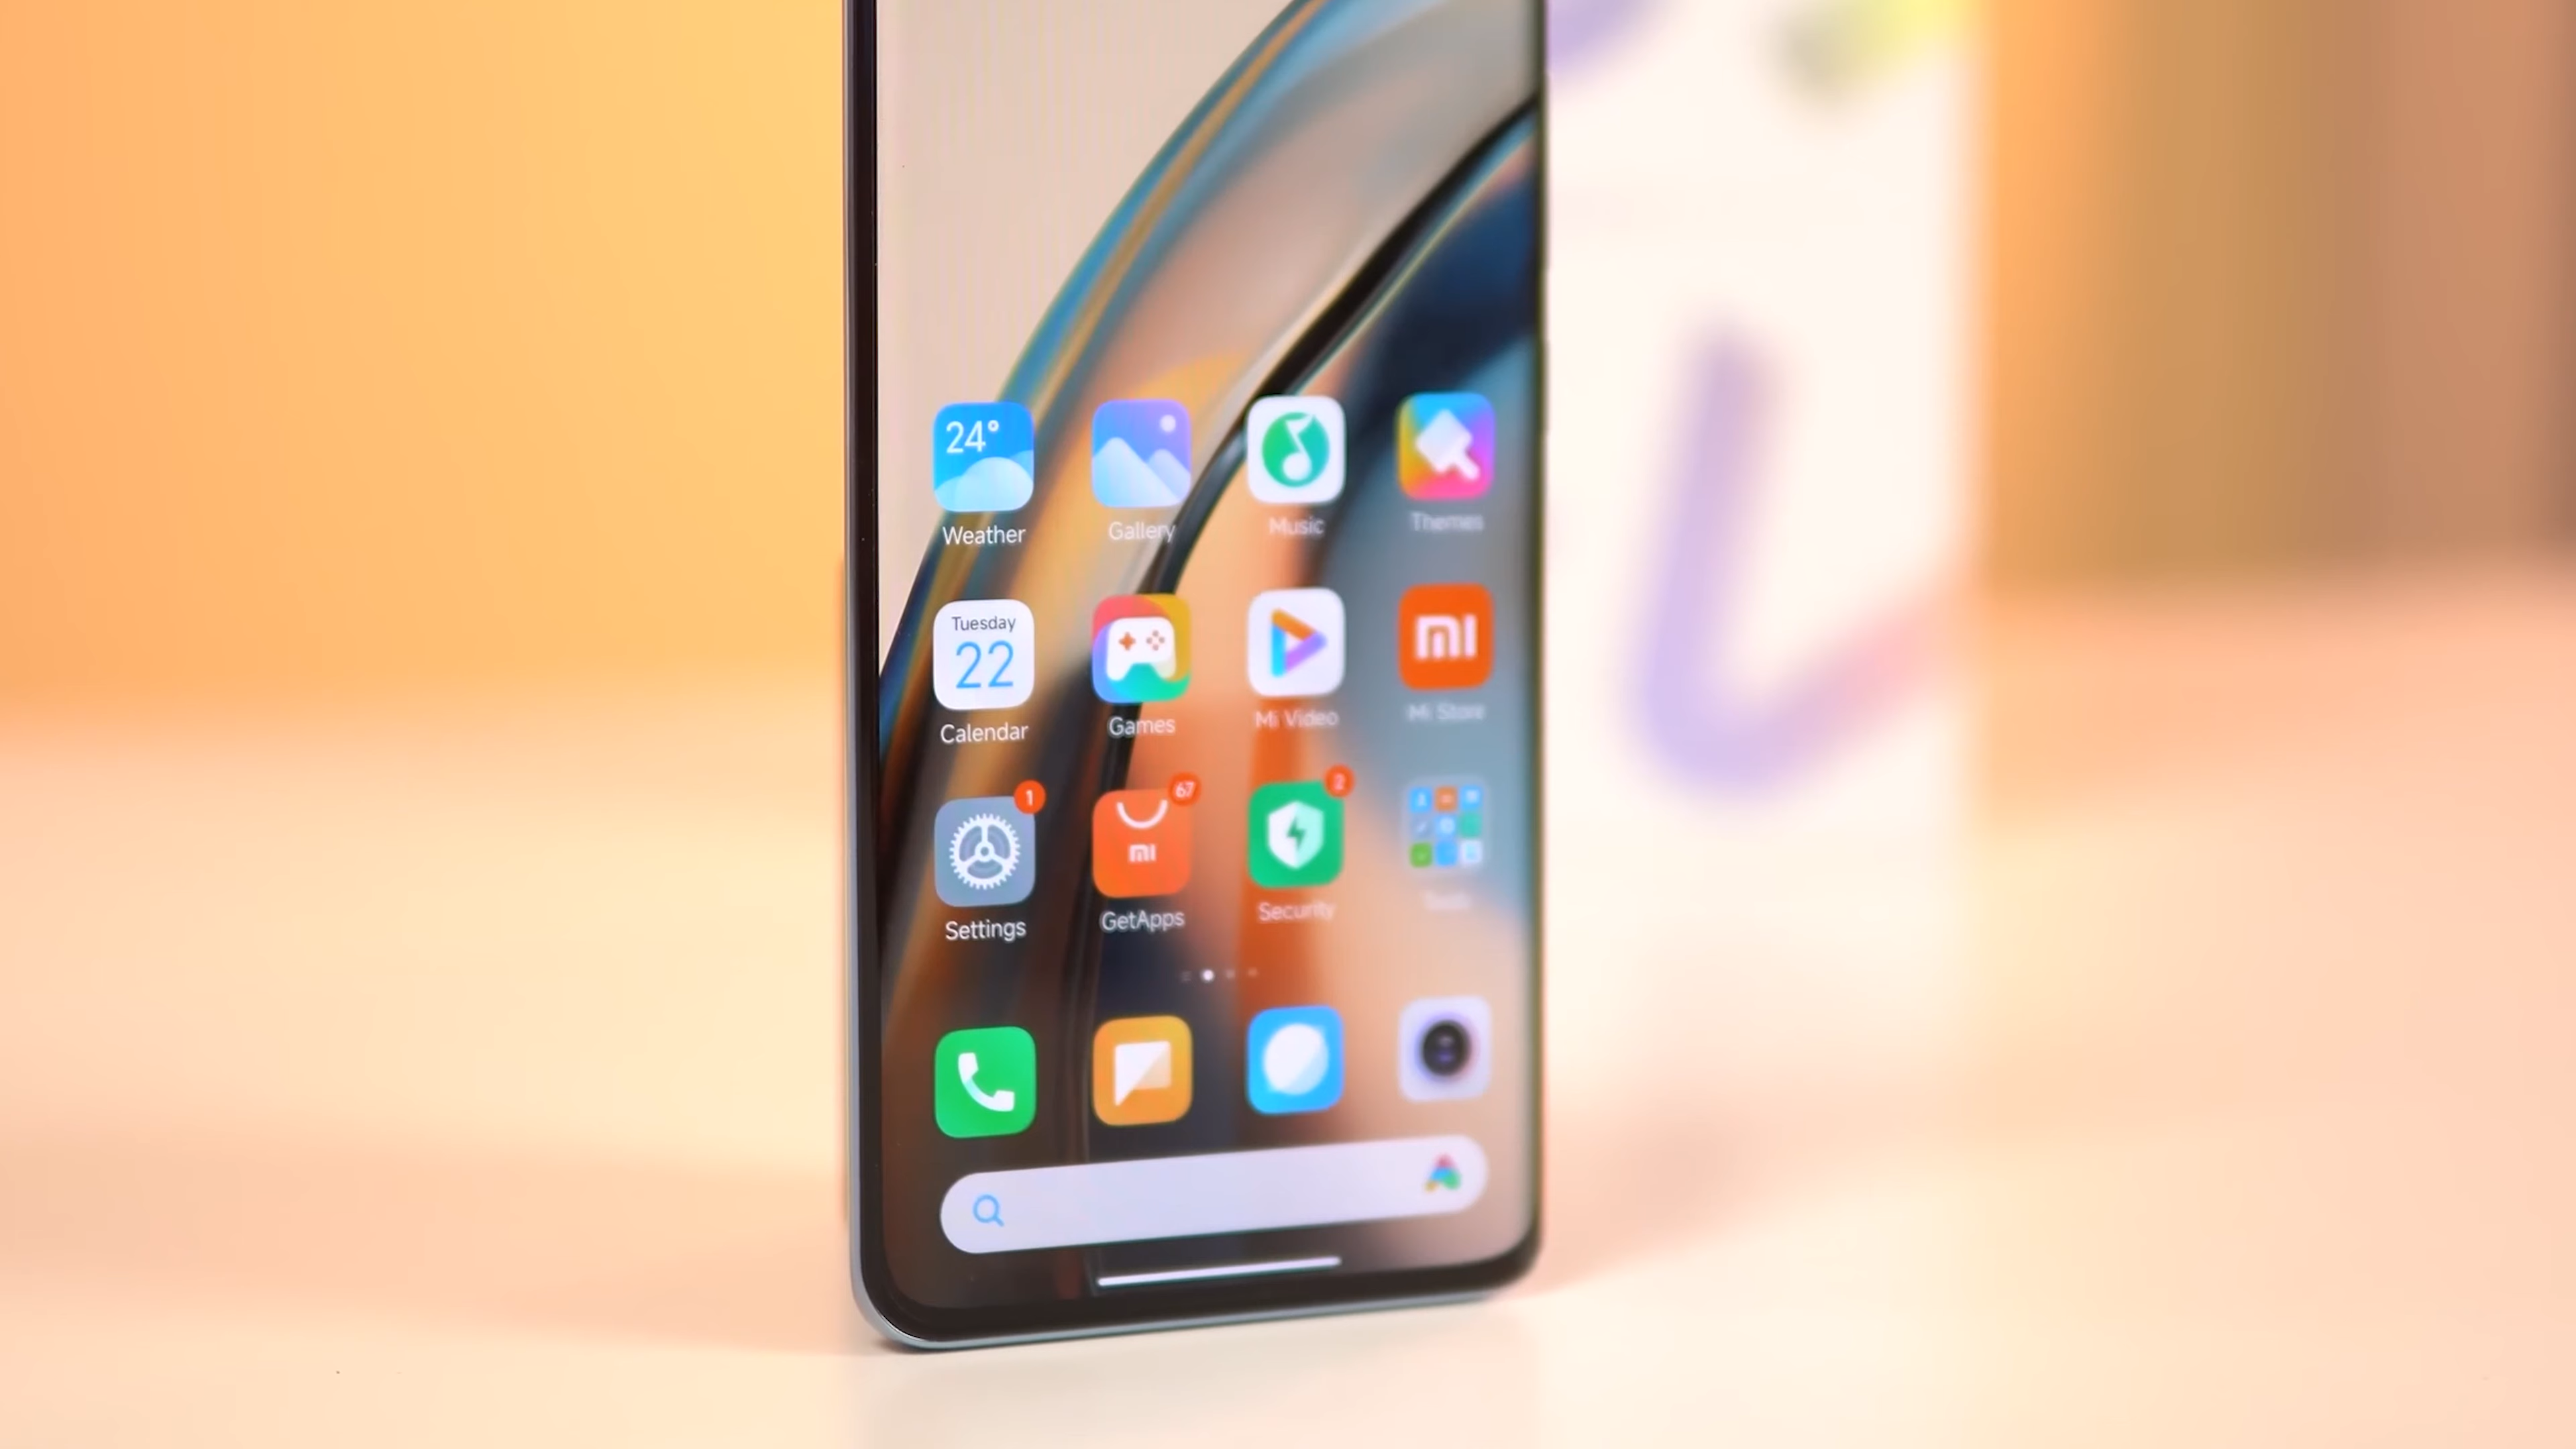 24°
Weather
Gallery
Music
Themes
Tuesday
22
Calendar
Games
Mi Video
mi
Mi Store
1
Settings
67
mi
GetApps
2
Security